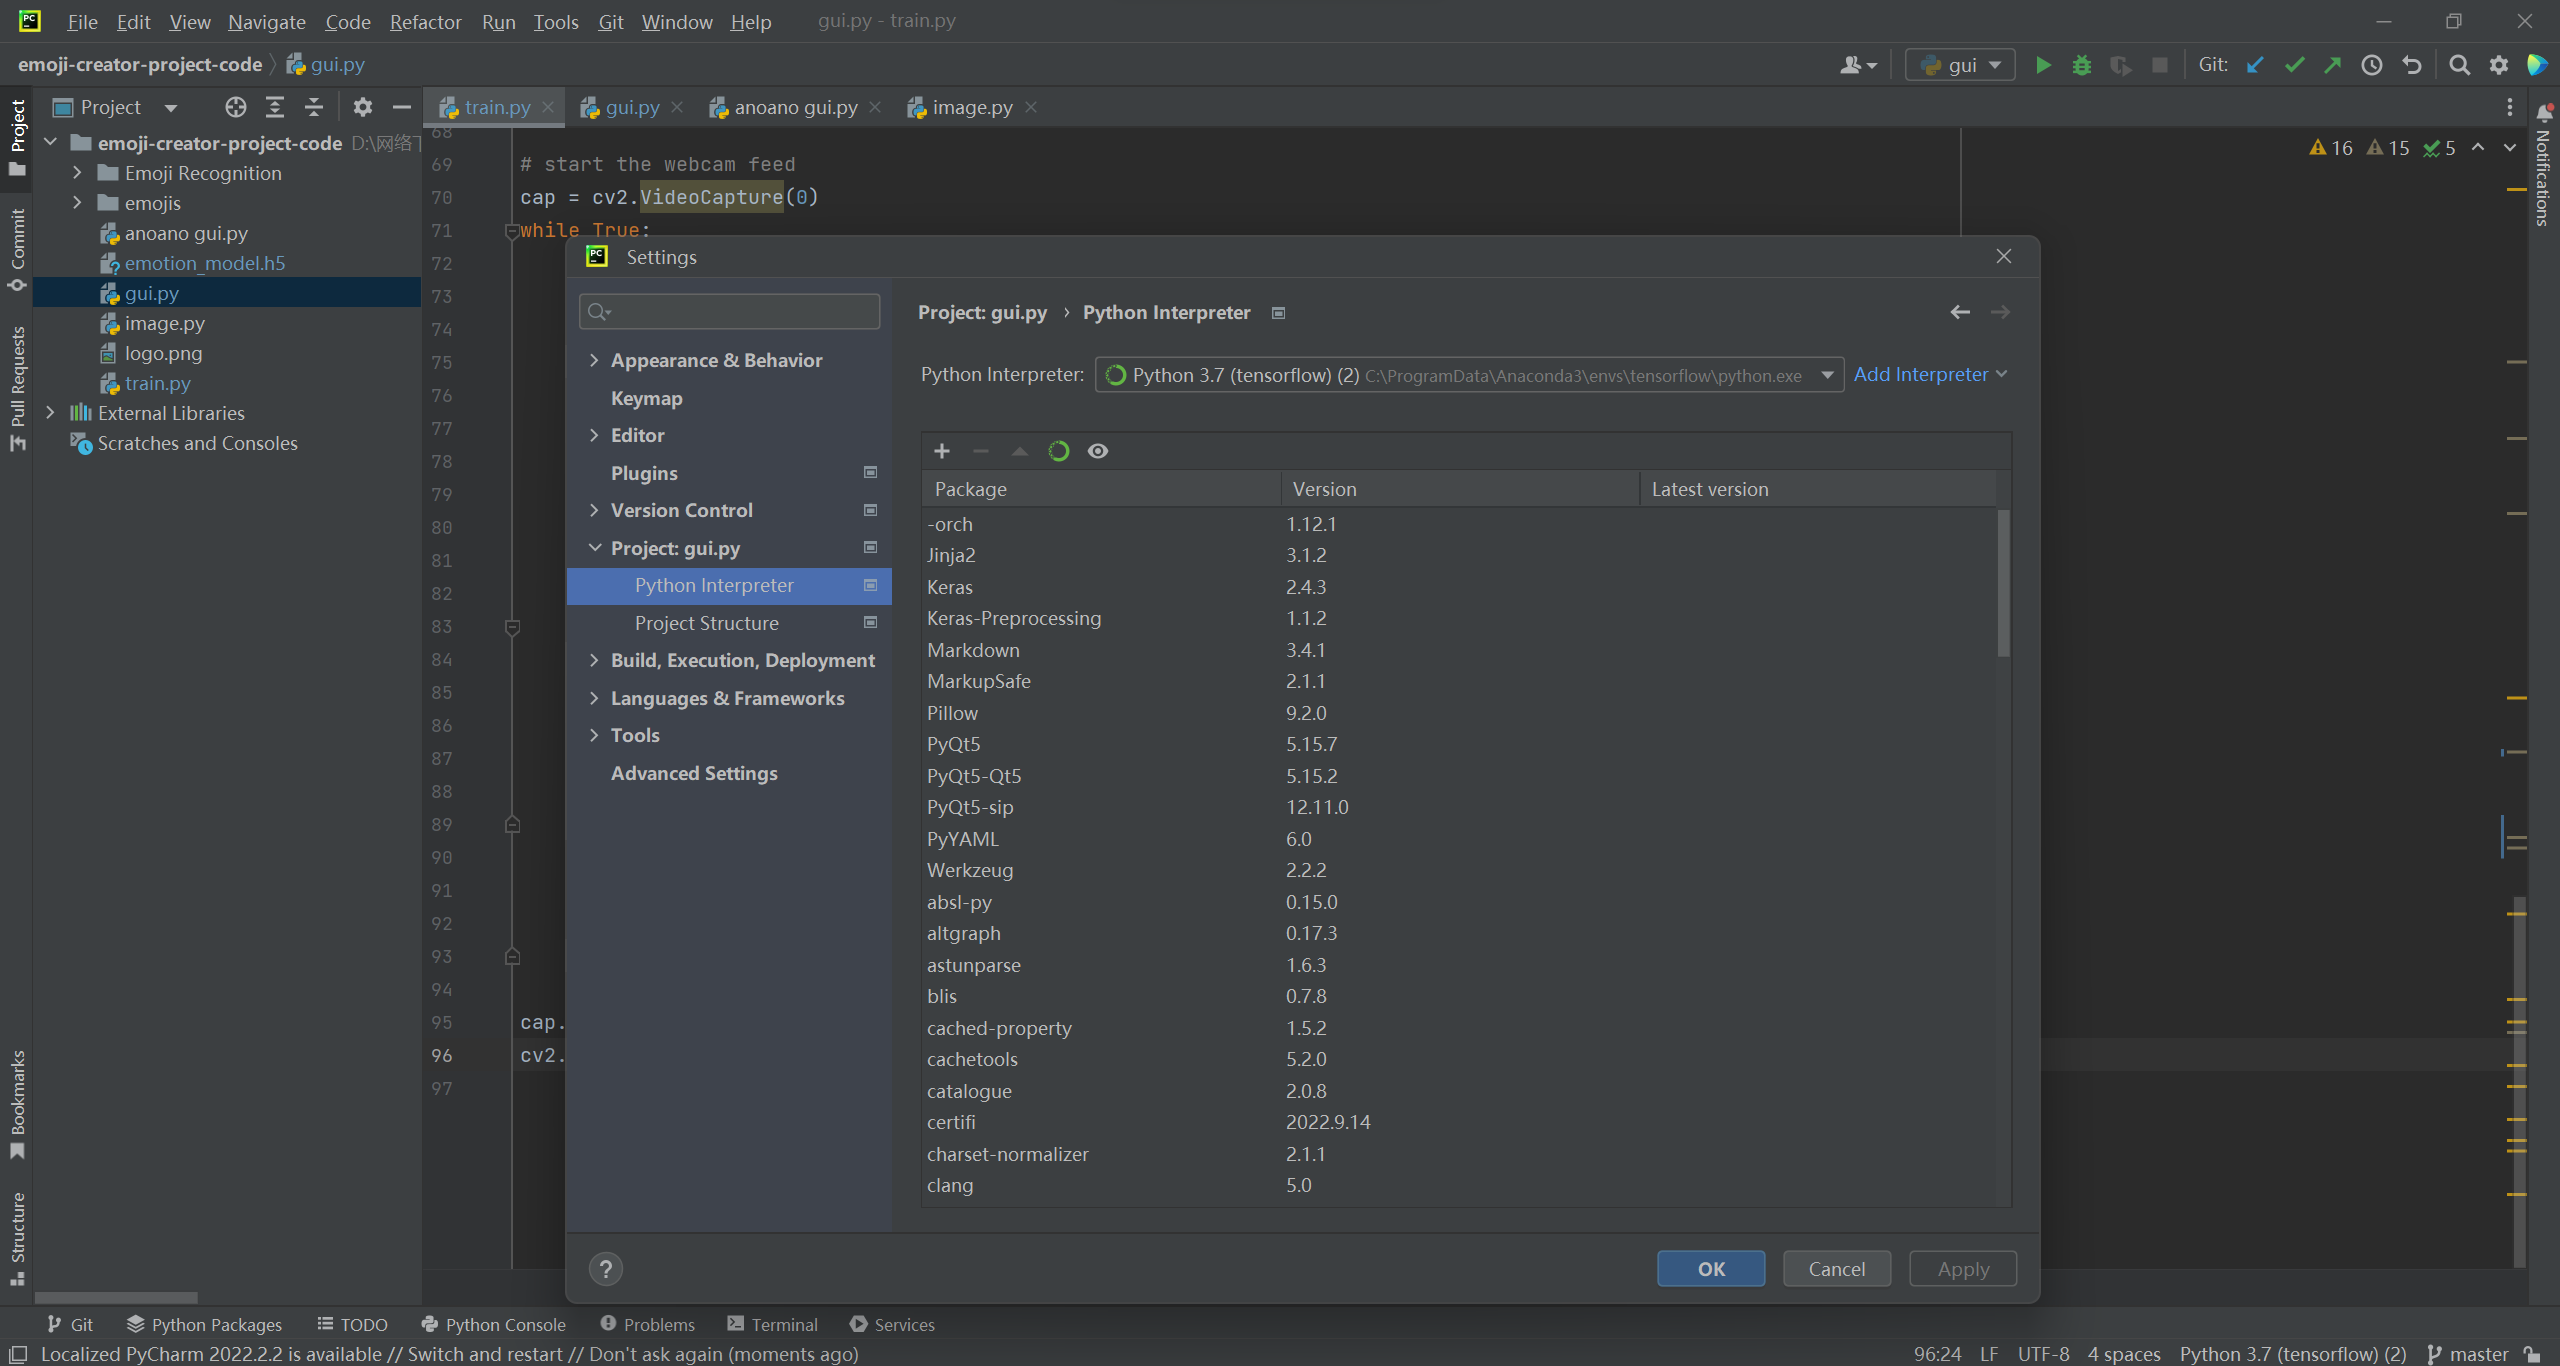 File Edit View Navigate Code Refactor Run Tools Git Window Help gui.py - train.py
emoji-creator-project-code gui.py gui Git:
Project train.py gui.py anoano gui.py image.py
emoji-creator-project-code D:\网络
Emoji Recognition
emojis
anoano gui.py
emotion_model.h5
gui.py
image.py
logo.png
train.py
External Libraries
Scratches and Consoles
Project
Commit
Pull Requests
Bookmarks
Structure
Notifications
16 15 5
68
69 # start the webcam feed
70 cap = cv2.VideoCapture(0)
71 while True:
72
73
74
75
76
77
78
79
80
81
82
83
84
85
86
87
88
89
90
91
92
93
94
95 cap.
96 cv2.
97
PC Settings
Appearance & Behavior
Keymap
Editor
Plugins
Version Control
Project: gui.py
Python Interpreter
Project Structure
Build, Execution, Deployment
Languages & Frameworks
Tools
Advanced Settings
Project: gui.py › Python Interpreter
Python Interpreter: Python 3.7 (tensorflow) (2) C:\ProgramData\Anaconda3\envs\tensorflow\python.exe Add Interpreter
Package Version Latest version
-orch 1.12.1
Jinja2 3.1.2
Keras 2.4.3
Keras-Preprocessing 1.1.2
Markdown 3.4.1
MarkupSafe 2.1.1
Pillow 9.2.0
PyQt5 5.15.7
PyQt5-Qt5 5.15.2
PyQt5-sip 12.11.0
PyYAML 6.0
Werkzeug 2.2.2
absl-py 0.15.0
altgraph 0.17.3
astunparse 1.6.3
blis 0.7.8
cached-property 1.5.2
cachetools 5.2.0
catalogue 2.0.8
certifi 2022.9.14
charset-normalizer 2.1.1
clang 5.0
? OK Cancel Apply
Git Python Packages TODO Python Console Problems Terminal Services
Localized PyCharm 2022.2.2 is available // Switch and restart // Don't ask again (moments ago) 96:24 LF UTF-8 4 spaces Python 3.7 (tensorflow) (2) master